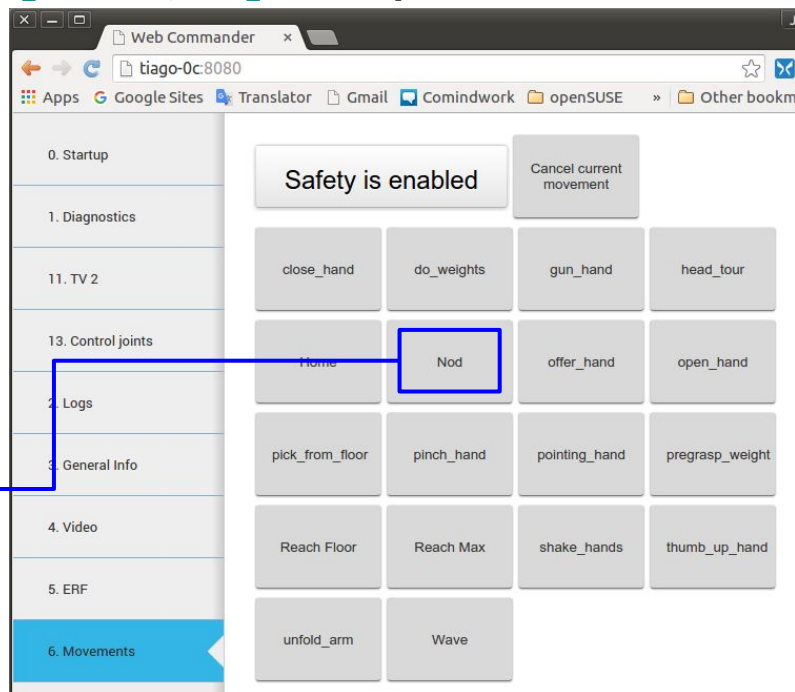 Web Commander
tiago-0c:8080
Apps Google Sites Translator Gmail Comindwork openSUSE » Other bookm
0. Startup
1. Diagnostics
11. TV 2
13. Control joints
2. Logs
3. General Info
4. Video
5. ERF
6. Movements
Safety is enabled
Cancel current
movement
close_hand do_weights gun_hand head_tour
Home Nod offer_hand open_hand
pick_from_floor pinch_hand pointing_hand pregrasp_weight
Reach Floor Reach Max shake_hands thumb_up_hand
unfold_arm Wave